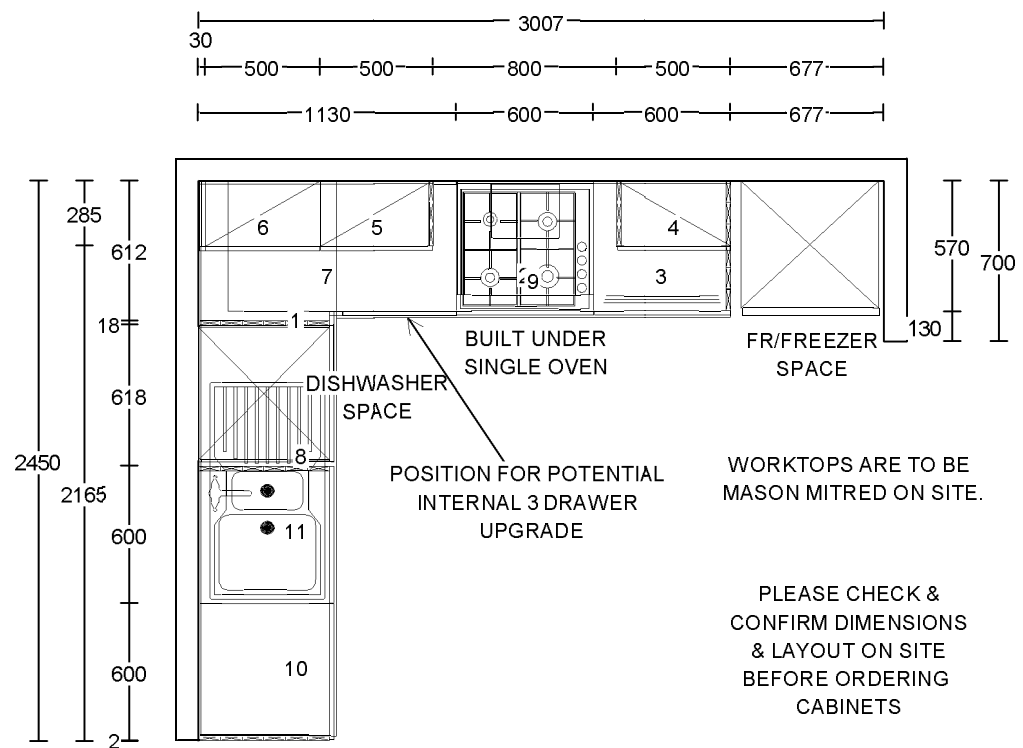 3007
30
500 500 800 500 677
1130 600 600 677
285
612
570
700
6 5 4
7 9 3
18
1
130
BUILT UNDER
SINGLE OVEN
FR/FREEZER
SPACE
DISHWASHER
SPACE
618
8
2450
2165
POSITION FOR POTENTIAL
INTERNAL 3 DRAWER
UPGRADE
WORKTOPS ARE TO BE
MASON MITRED ON SITE.
600
11
PLEASE CHECK &
CONFIRM DIMENSIONS
& LAYOUT ON SITE
BEFORE ORDERING
CABINETS
600
10
2